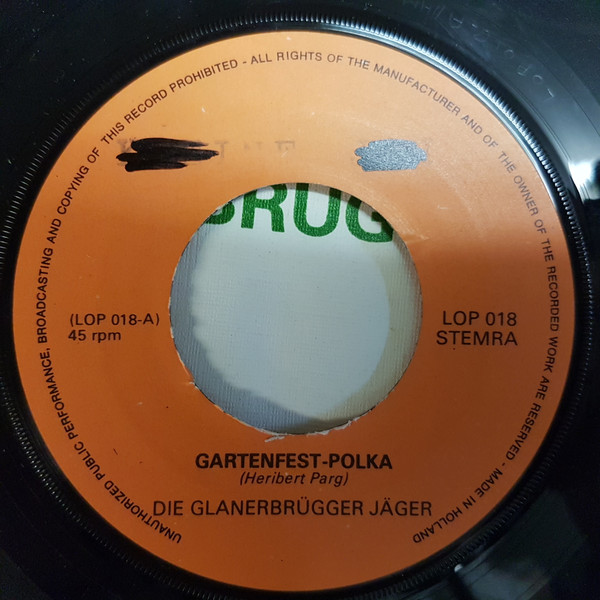 UNAUTHORIZED PUBLIC PERFORMANCE, BROADCASTING AND COPYING OF THIS RECORD PROHIBITED - ALL RIGHTS OF THE MANUFACTURER AND OF THE OWNER OF THE RECORDED WORK ARE RESERVED - MADE IN HOLLAND
BRUG
(LOP 018-A)
45 rpm
LOP 018
STEMRA
GARTENFEST-POLKA
(Heribert Parg)
DIE GLANERBRÜGGER JÄGER